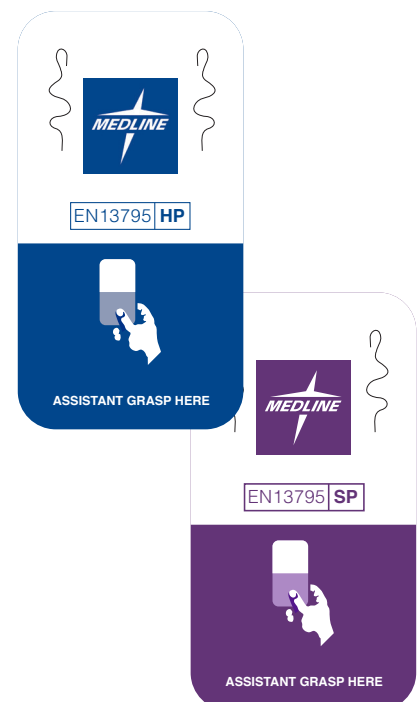 MEDLINE
EN13795 HP
ASSISTANT GRASP HERE
MEDLINE
EN13795 SP
ASSISTANT GRASP HERE